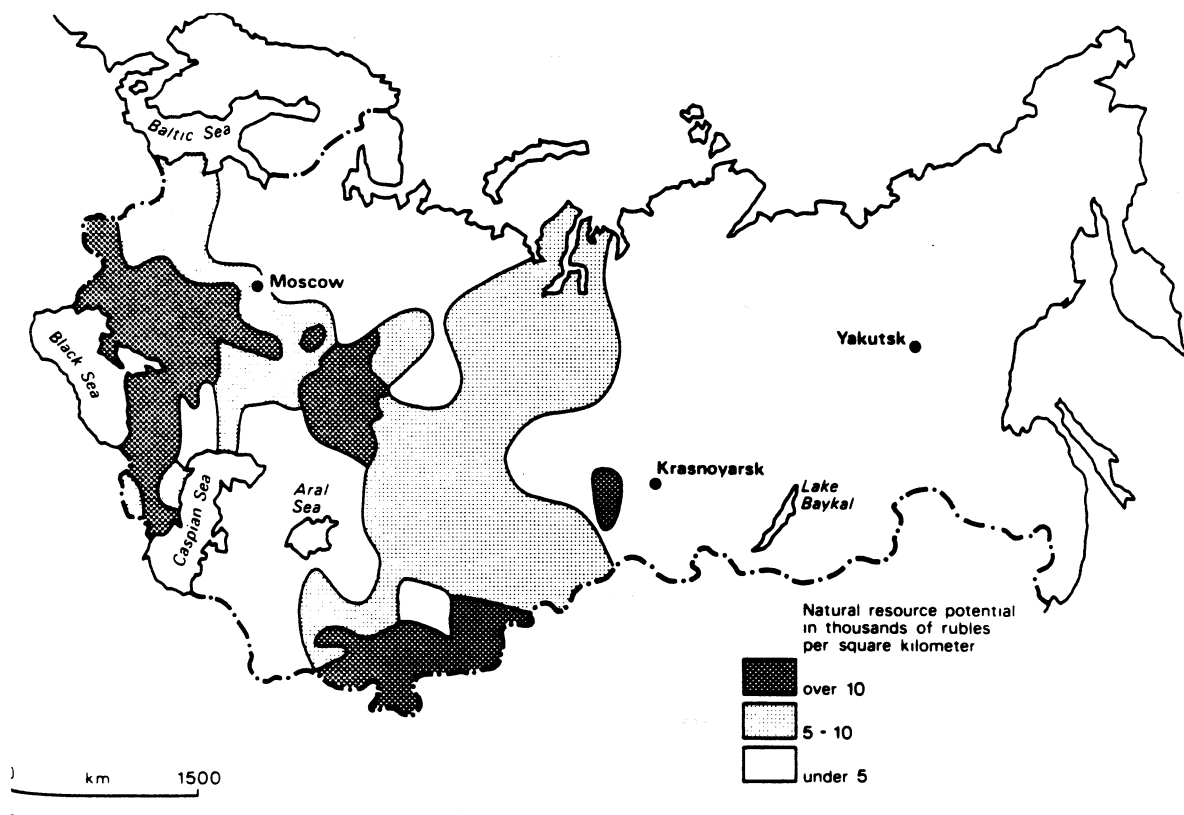 Baltic Sea
Moscow
Black Sea
Yakutsk
Krasnoyarsk
Lake
Baykal
Aral
Sea
Caspian Sea
Natural resource potential
in thousands of rubles
per square kilometer
over 10
5 - 10
under 5
km 1500